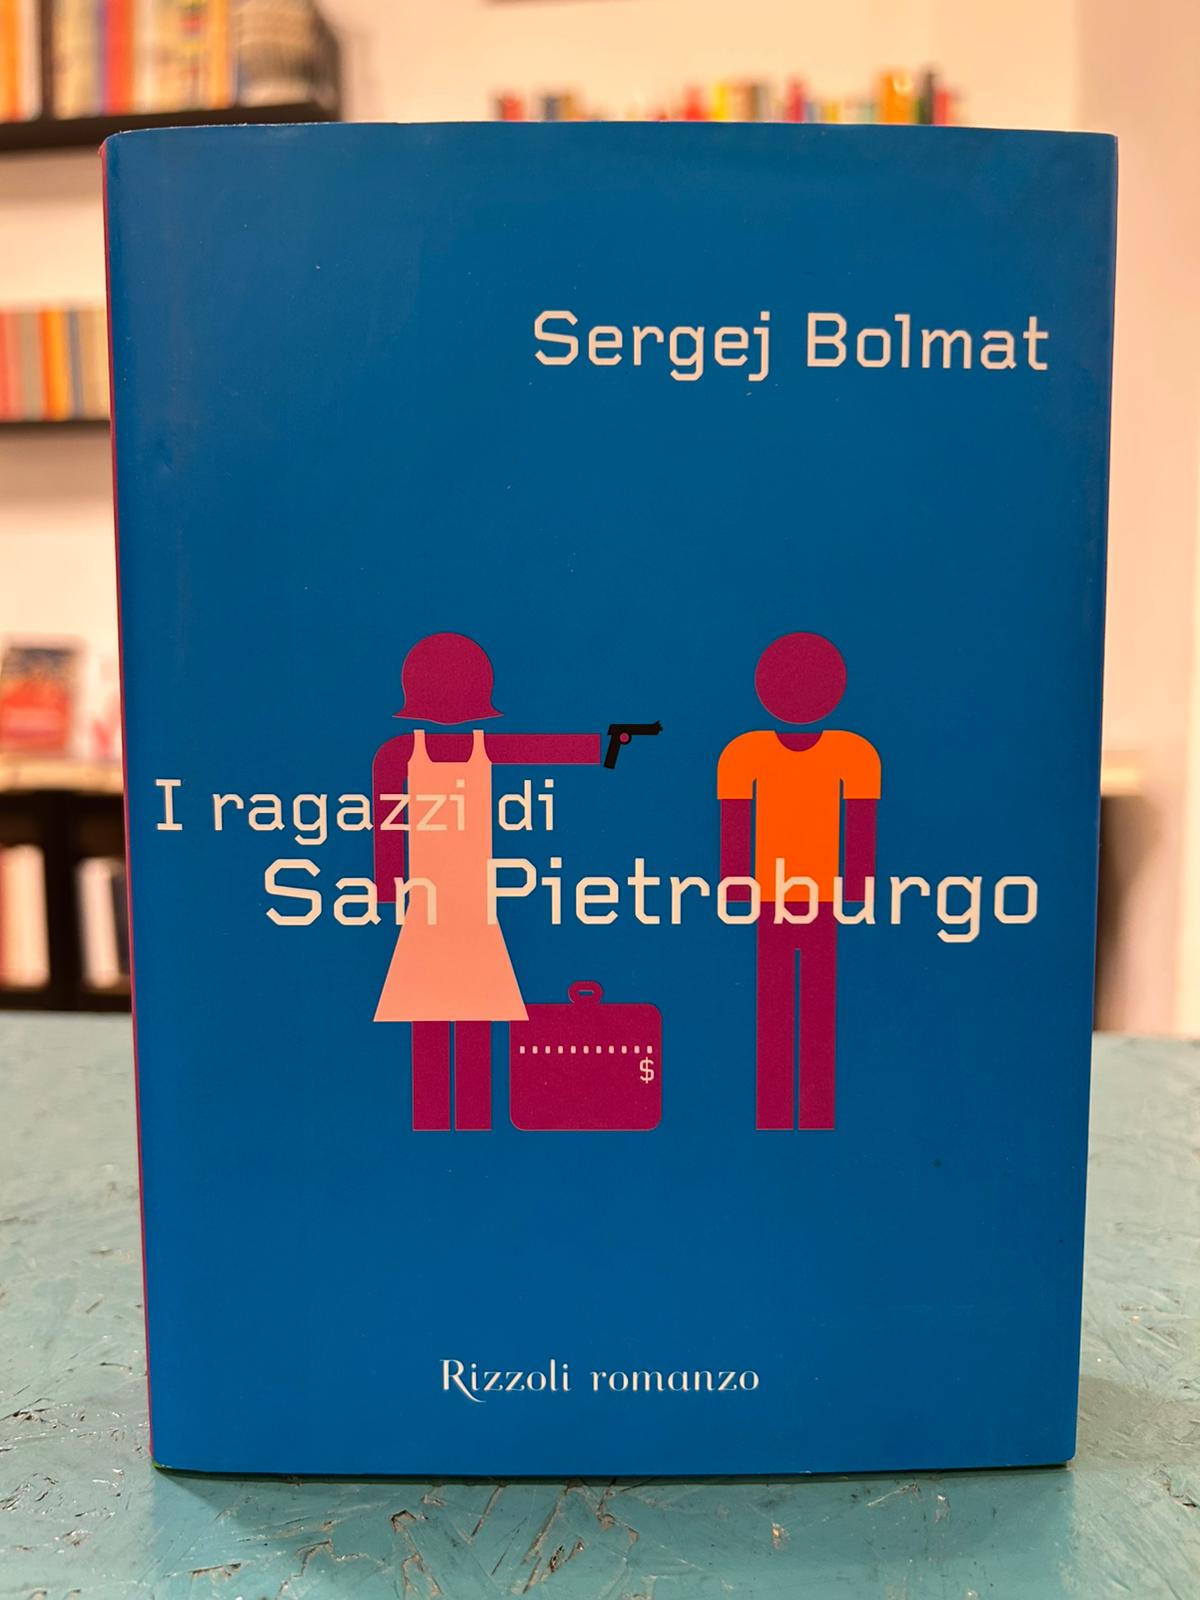 Sergej Bolmat
I ragazzi di
San Pietroburgo
$
Rizzoli romanzo